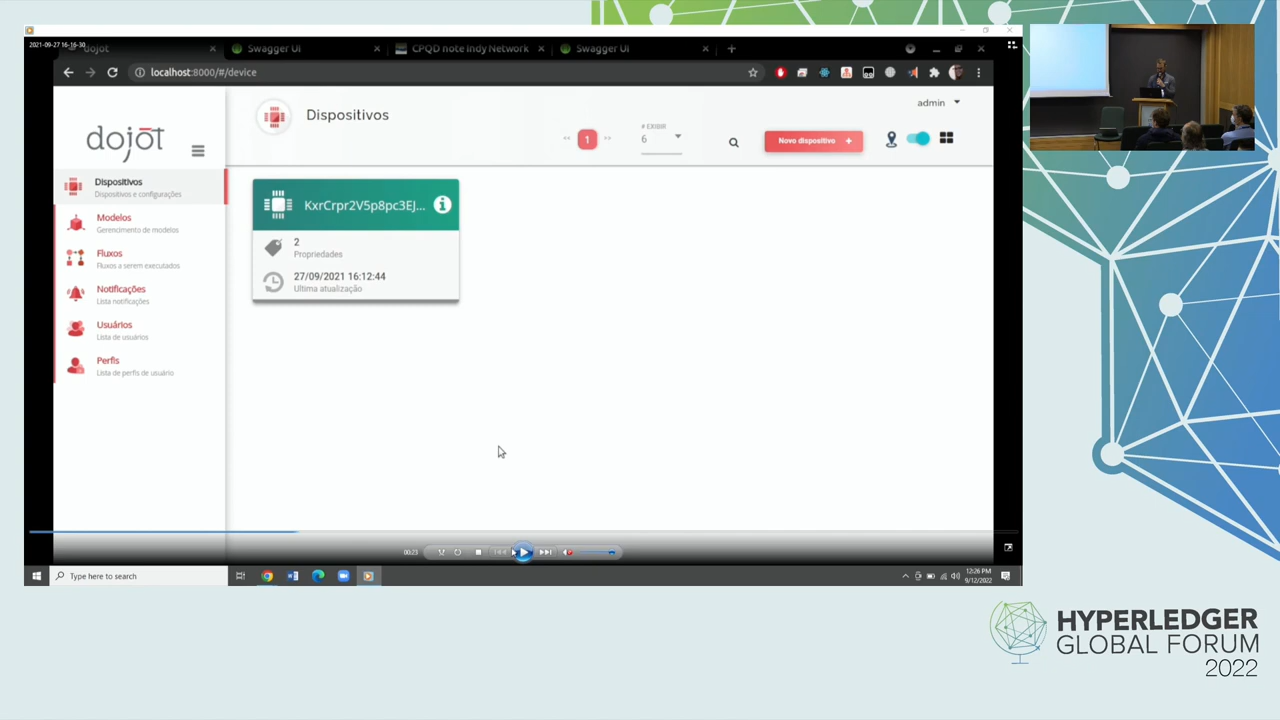 2021-09-27 16-16-30
dojot
Swagger UI
CPQD note Indy Network
Swagger UI
localhost:8000/#/device
dojot
Dispositivos
admin
# EXIBIR
6
<< 1 >>
Novo dispositivo +
Dispositivos
Dispositivos e configurações
Modelos
Gerencimento de modelos
Fluxos
Fluxos a serem executados
Notificações
Lista notificações
Usuários
Lista de usuários
Perfis
Lista de perfis de usuário
KxrCrpr2V5p8pc3EJ...
2
Propriedades
27/09/2021 16:12:44
Ultima atualização
00:23
Type here to search
12:26 PM
9/12/2022
HYPERLEDGER
GLOBAL FORUM
2022